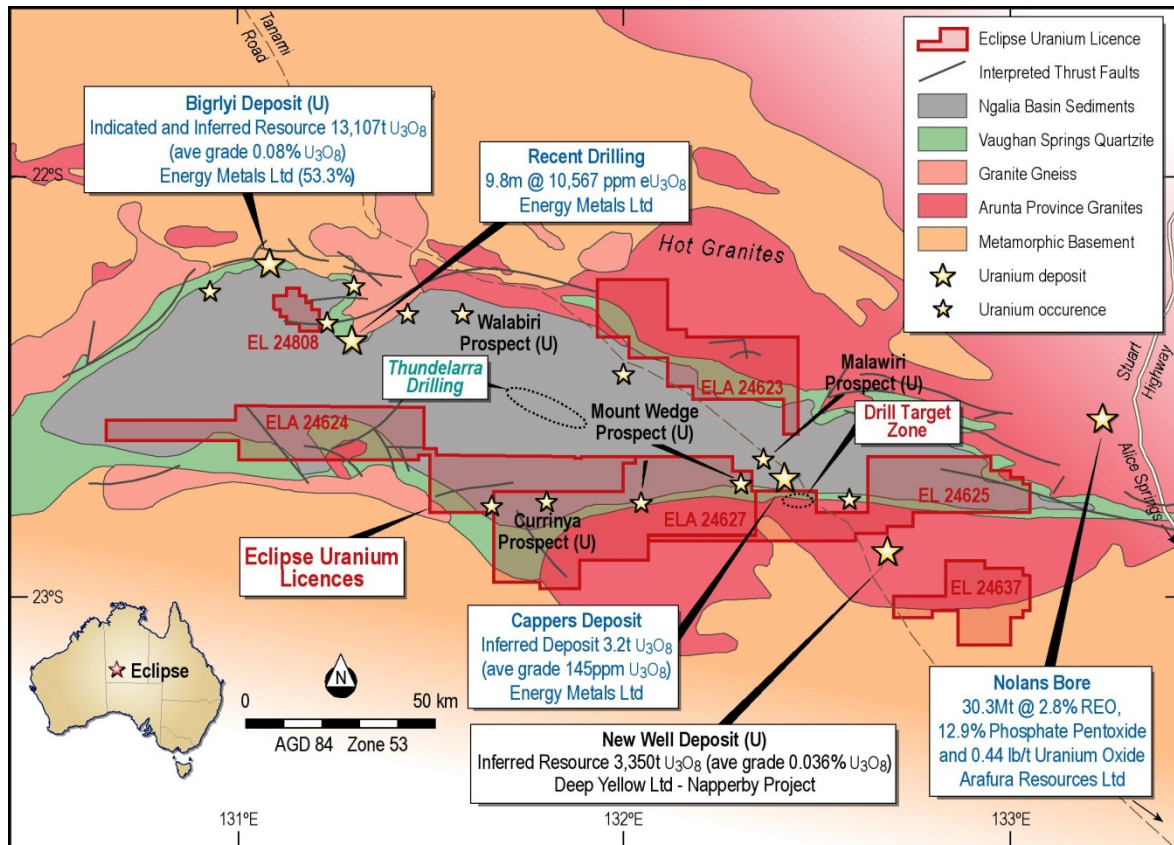 Tanami
Road
Bigrlyi Deposit (U)
Indicated and Inferred Resource 13,107t U₃O₈
(ave grade 0.08% U₃O₈)
Energy Metals Ltd (53.3%)
Recent Drilling
9.8m @ 10,567 ppm eU₃O₈
Energy Metals Ltd
Eclipse Uranium Licence
Interpreted Thrust Faults
Ngalia Basin Sediments
Vaughan Springs Quartzite
Granite Gneiss
Arunta Province Granites
Metamorphic Basement
Uranium deposit
Uranium occurence
22°S
Hot Granites
EL 24808
Walabiri
Prospect (U)
Thundelarra
Drilling
ELA 24623
Malawiri
Prospect (U)
Stuart
Highway
Mount Wedge
Prospect (U)
Drill Target
Zone
ELA 24624
EL 24625
Alice Springs
Currinya
Prospect (U)
ELA 24627
Eclipse Uranium
Licences
23°S
EL 24637
Cappers Deposit
Inferred Deposit 3.2t U₃O₈
(ave grade 145ppm U₃O₈)
Energy Metals Ltd
Eclipse
N
0 50 km
AGD 84 Zone 53
Nolans Bore
30.3Mt @ 2.8% REO,
12.9% Phosphate Pentoxide
and 0.44 lb/t Uranium Oxide
Arafura Resources Ltd
New Well Deposit (U)
Inferred Resource 3,350t U₃O₈ (ave grade 0.036% U₃O₈)
Deep Yellow Ltd - Napperby Project
131°E
132°E
133°E